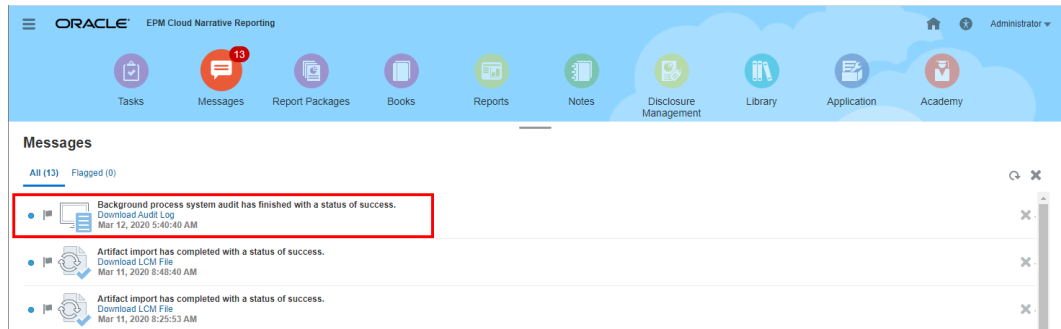 ORACLE® EPM Cloud Narrative Reporting
Administrator
13
Tasks
Messages
Report Packages
Books
Reports
Notes
Disclosure
Management
Library
Application
Academy
Messages
All (13) Flagged (0)
Background process system audit has finished with a status of success.
Download Audit Log
Mar 12, 2020 5:40:40 AM
Artifact import has completed with a status of success.
Download LCM File
Mar 11, 2020 8:48:40 AM
Artifact import has completed with a status of success.
Download LCM File
Mar 11, 2020 8:25:53 AM